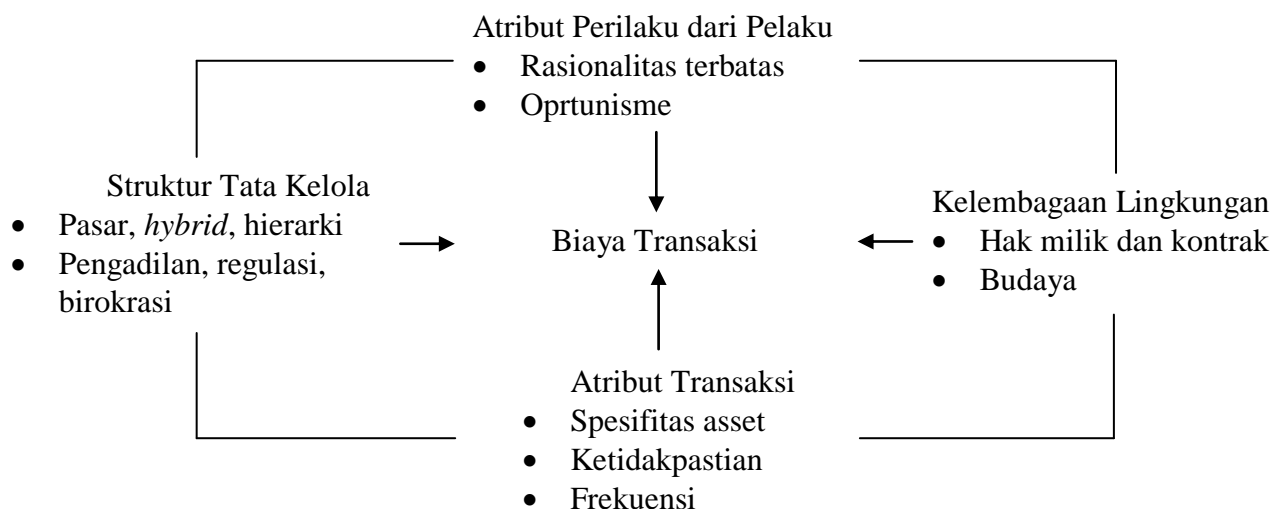 Atribut Perilaku dari Pelaku
• Rasionalitas terbatas
• Oprtunisme
Struktur Tata Kelola
• Pasar, hybrid, hierarki
• Pengadilan, regulasi,
birokrasi
Biaya Transaksi
Kelembagaan Lingkungan
• Hak milik dan kontrak
• Budaya
Atribut Transaksi
• Spesifitas asset
• Ketidakpastian
• Frekuensi